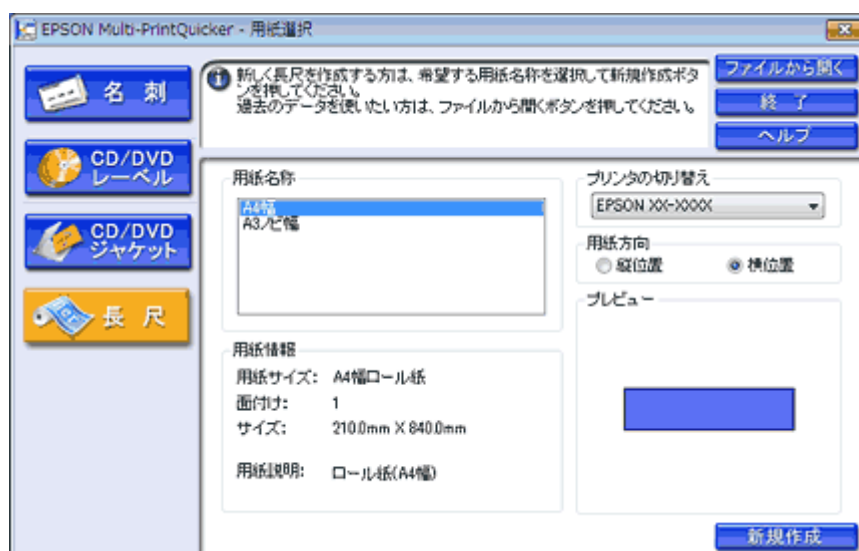 EPSON Multi-PrintQuicker - 用紙選択
名 刺
CD/DVD
レーベル
CD/DVD
ジャケット
長 尺
新しく長尺を作成する方は、希望する用紙名称を選択して新規作成ボタ
ンを押してください。
過去のデータを使いたい方は、ファイルから開くボタンを押してください。
ファイルから開く
終 了
ヘルプ
用紙名称
A4幅
A3ノビ幅
用紙情報
用紙サイズ: A4幅ロール紙
面付け: 1
サイズ: 210.0mm X 840.0mm
用紙説明: ロール紙(A4幅)
プリンタの切り替え
EPSON XX-XXXX
用紙方向
縦位置 横位置
プレビュー
新規作成